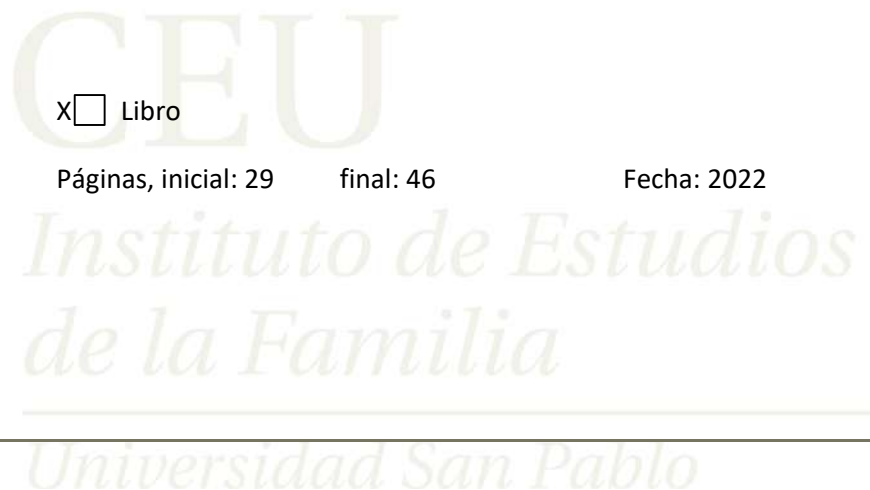 CEU
X☐ Libro
Páginas, inicial: 29 final: 46 Fecha: 2022
Instituto de Estudios
de la Familia
Universidad San Pablo